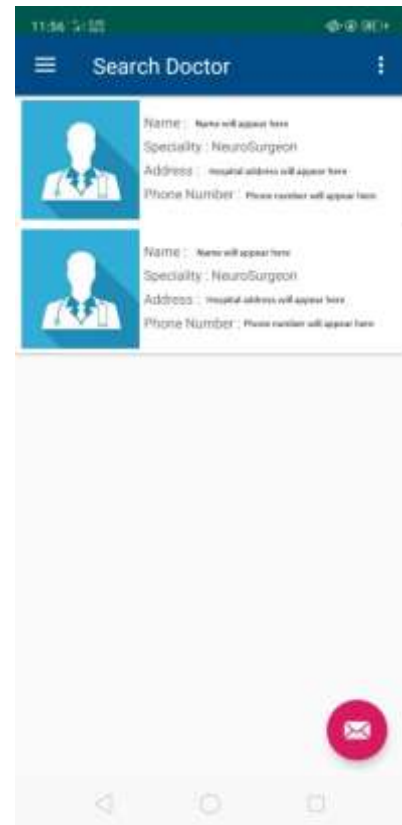 11:56
Search Doctor
Name : Name will appear here
Speciality : NeuroSurgeon
Address : Hospital address will appear here
Phone Number : Phone number will appear here
Name : Name will appear here
Speciality : NeuroSurgeon
Address : Hospital address will appear here
Phone Number : Phone number will appear here